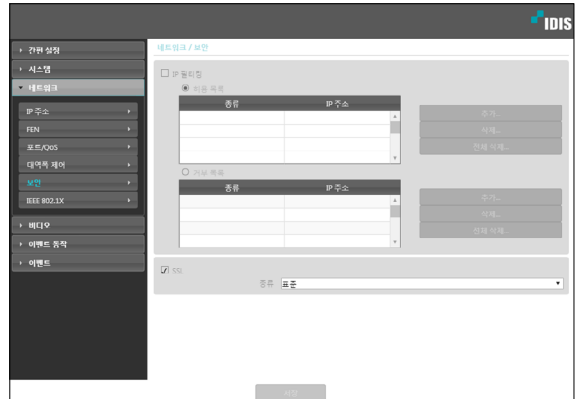 IDIS
간편 설정
시스템
네트워크
IP 주소
FEN
포트/QoS
대역폭 제어
보안
IEEE 802.1X
비디오
이벤트 동작
이벤트
네트워크 / 보안
IP 필터링
허용 목록
종류 IP 주소
추가...
삭제...
전체 삭제...
거부 목록
종류 IP 주소
추가...
삭제...
전체 삭제...
SSL
종류 표준
저장